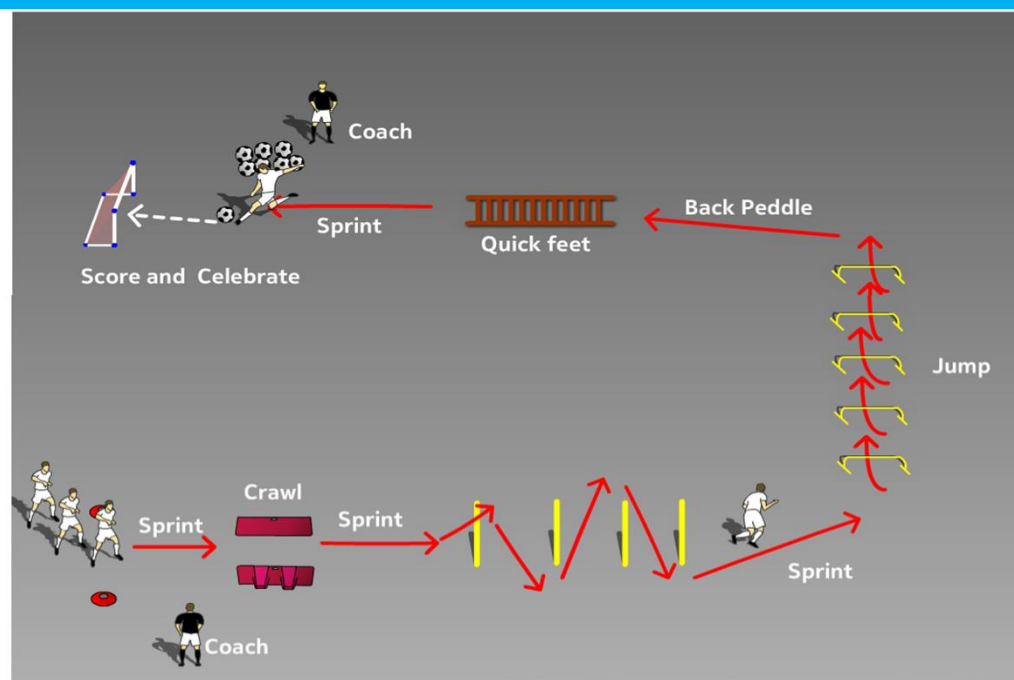 Coach
Back Peddle
Sprint
Quick feet
Score and  Celebrate
Jump
Crawl
Sprint
Sprint
Sprint
Coach